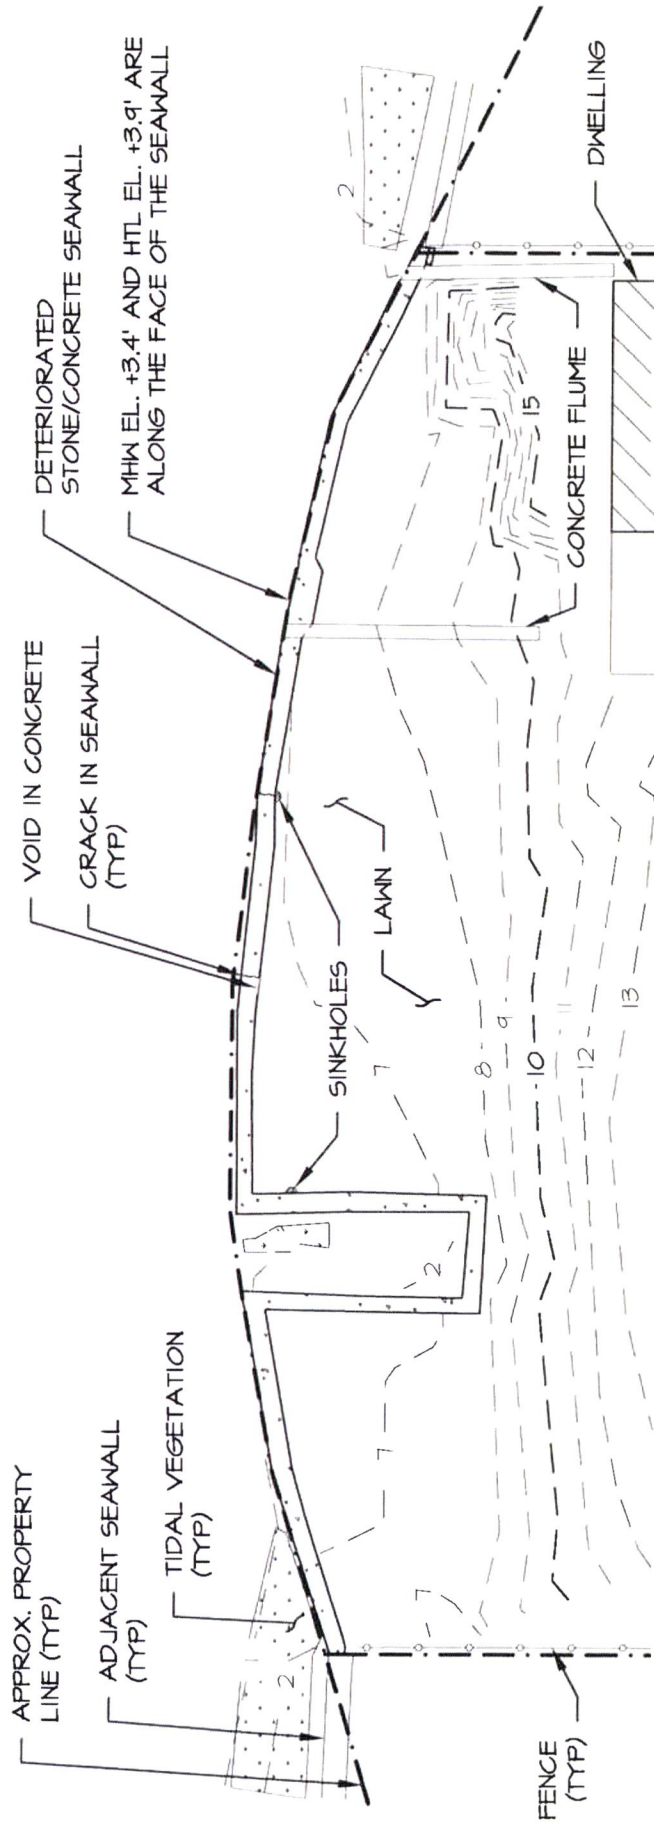 APPROX. PROPERTY
LINE (TYP)
ADJACENT SEAWALL
(TYP)
TIDAL VEGETATION
(TYP)
VOID IN CONCRETE
CRACK IN SEAWALL
(TYP)
DETERIORATED
STONE/CONCRETE SEAWALL
MHW EL. +3.4' AND HTL EL. +3.9' ARE
ALONG THE FACE OF THE SEAWALL
SINKHOLES
LAWN
CONCRETE FLUME
DWELLING
FENCE
(TYP)
1
2
1
2
2
7
7
7
8
9
10
11
12
13
15